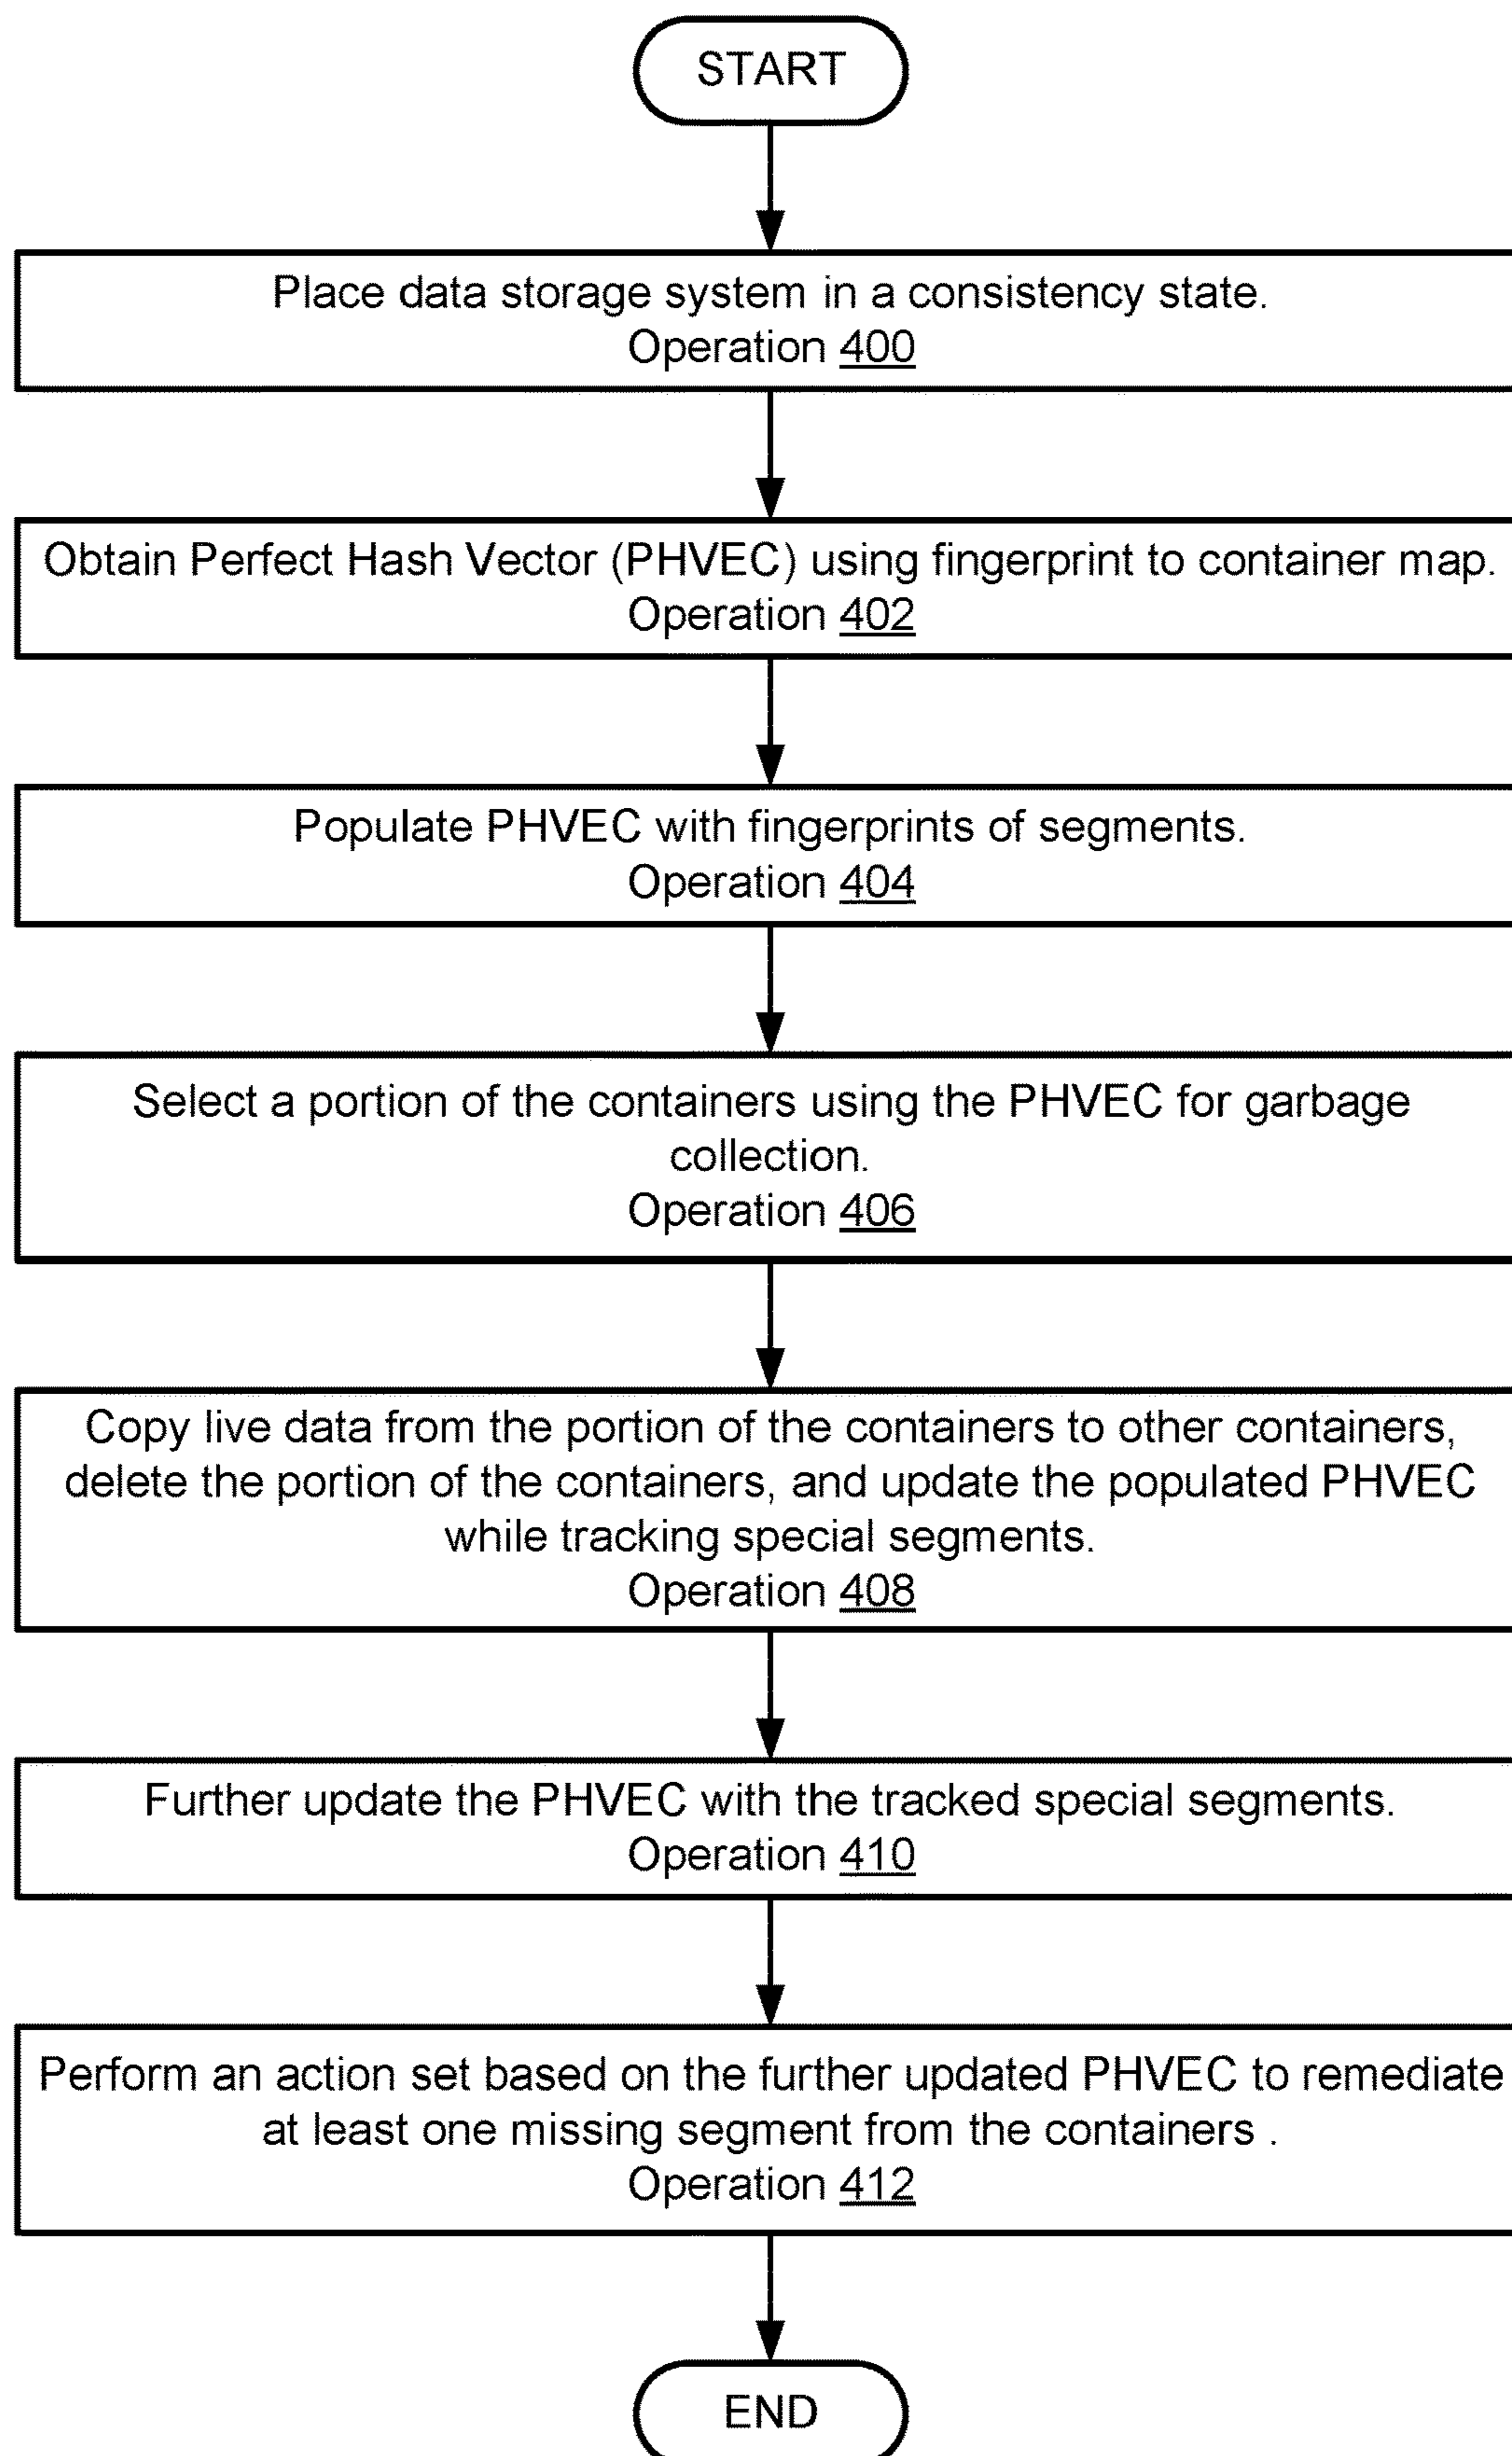 START
Place data storage system in a consistency state.
Operation 400
Obtain Perfect Hash Vector (PHVEC) using fingerprint to container map.
Operation 402
Populate PHVEC with fingerprints of segments.
Operation 404
Select a portion of the containers using the PHVEC for garbage
collection.
Operation 406
Copy live data from the portion of the containers to other containers,
delete the portion of the containers, and update the populated PHVEC
while tracking special segments.
Operation 408
Further update the PHVEC with the tracked special segments.
Operation 410
Perform an action set based on the further updated PHVEC to remediate
at least one missing segment from the containers .
Operation 412
END